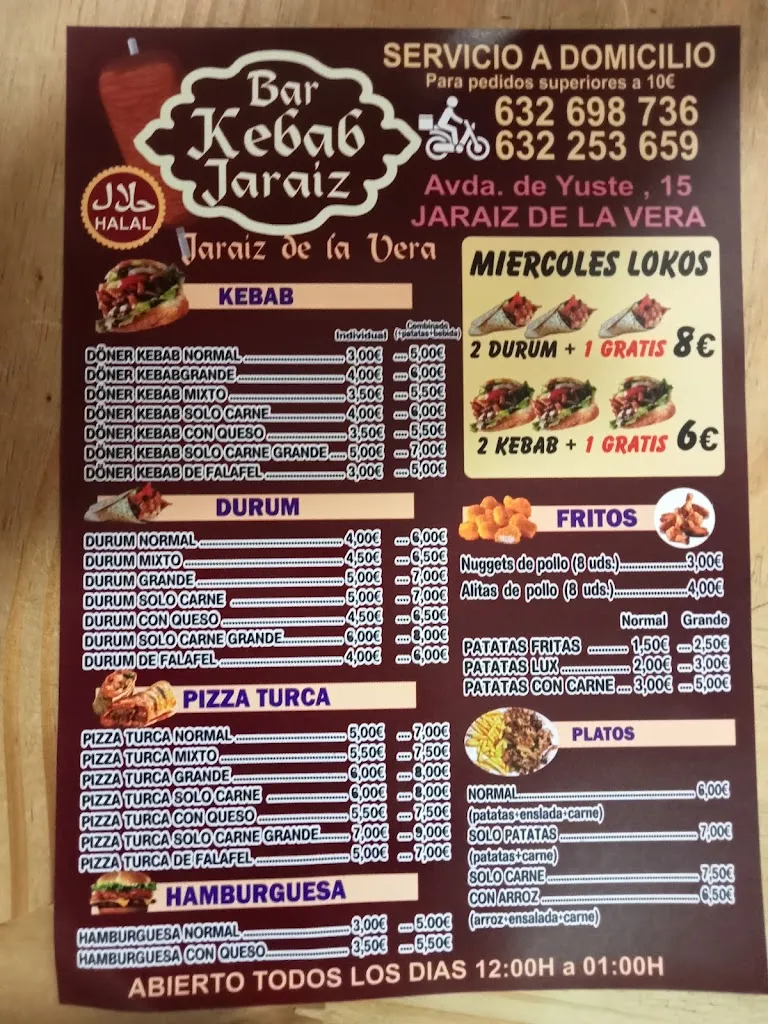 Bar
Kebab
Jaraiz
Jaraiz de la Vera
حلال
HALAL
SERVICIO A DOMICILIO
Para pedidos superiores a 10€
632 698 736
632 253 659
Avda. de Yuste , 15
JARAIZ DE LA VERA
KEBAB
Individual Combinado (+patatas+bebida)
DÖNER KEBAB NORMAL 3,00€ 5,00€
DÖNER KEBABGRANDE 4,00€ 6,00€
DÖNER KEBAB MIXTO 3,50€ 5,50€
DÖNER KEBAB SOLO CARNE 4,00€ 6,00€
DÖNER KEBAB CON QUESO 3,50€ 5,50€
DÖNER KEBAB SOLO CARNE GRANDE 5,00€ 7,00€
DÖNER KEBAB DE FALAFEL 3,00€ 5,00€
DURUM
DURUM NORMAL 4,00€ 6,00€
DURUM MIXTO 4,50€ 6,50€
DURUM GRANDE 5,00€ 7,00€
DURUM SOLO CARNE 5,00€ 7,00€
DURUM CON QUESO 4,50€ 6,50€
DURUM SOLO CARNE GRANDE 6,00€ 8,00€
DURUM DE FALAFEL 4,00€ 6,00€
PIZZA TURCA
PIZZA TURCA NORMAL 5,00€ 7,00€
PIZZA TURCA MIXTO 5,50€ 7,50€
PIZZA TURCA GRANDE 6,00€ 8,00€
PIZZA TURCA SOLO CARNE 6,00€ 8,00€
PIZZA TURCA CON QUESO 5,50€ 7,50€
PIZZA TURCA SOLO CARNE GRANDE 7,00€ 9,00€
PIZZA TURCA DE FALAFEL 5,00€ 7,00€
HAMBURGUESA
HAMBURGUESA NORMAL 3,00€ 5.00€
HAMBURGUESA CON QUESO 3,50€ 5,50€
MIERCOLES LOKOS
2 DURUM + 1 GRATIS 8€
2 KEBAB + 1 GRATIS 6€
FRITOS
Nuggets de pollo (8 uds.) 3,00€
Alitas de pollo (8 uds.) 4,00€
Normal Grande
PATATAS FRITAS 1,50€ 2,50€
PATATAS LUX 2,00€ 3,00€
PATATAS CON CARNE 3,00€ 5,00€
PLATOS
NORMAL 6,00€
(patatas+enslada+carne)
SOLO PATATAS 7,00€
(patatas+carne)
SOLO CARNE 7,50€
CON ARROZ 6,50€
(arroz+ensalada+carne)
ABIERTO TODOS LOS DIAS 12:00H a 01:00H